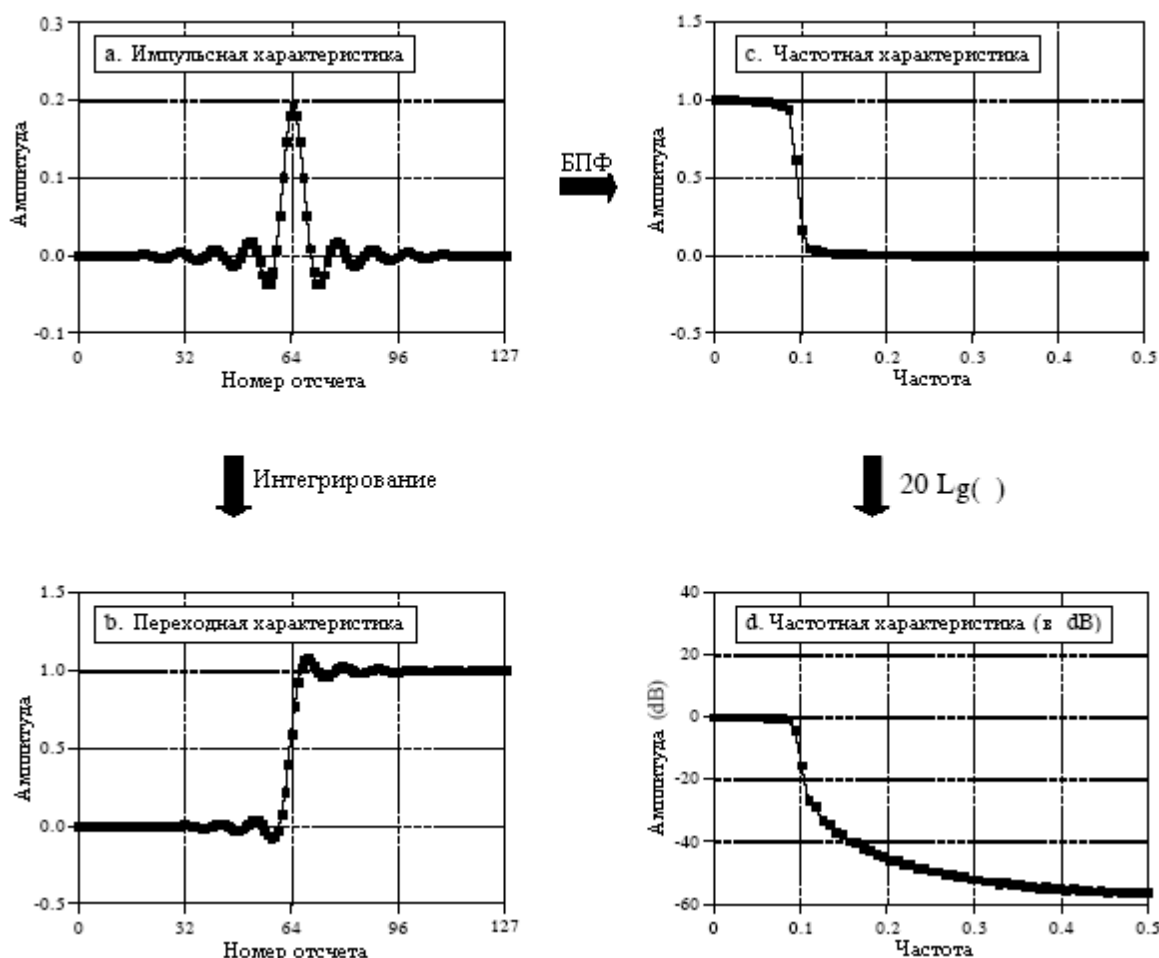 a. Импульсная характеристика
0.3
0.2
0.1
0.0
-0.1
Амплитуда
0 32 64 96 127
Номер отсчета
БПФ
c. Частотная характеристика
1.5
1.0
0.5
0.0
-0.5
Амплитуда
0 0.1 0.2 0.3 0.4 0.5
Частота
Интегрирование
20 Lg( )
b. Переходная характеристика
1.5
1.0
0.5
0.0
-0.5
Амплитуда
0 32 64 96 127
Номер отсчета
d. Частотная характеристика (в dB)
40
20
0
-20
-40
-60
Амплитуда (dB)
0 0.1 0.2 0.3 0.4 0.5
Частота